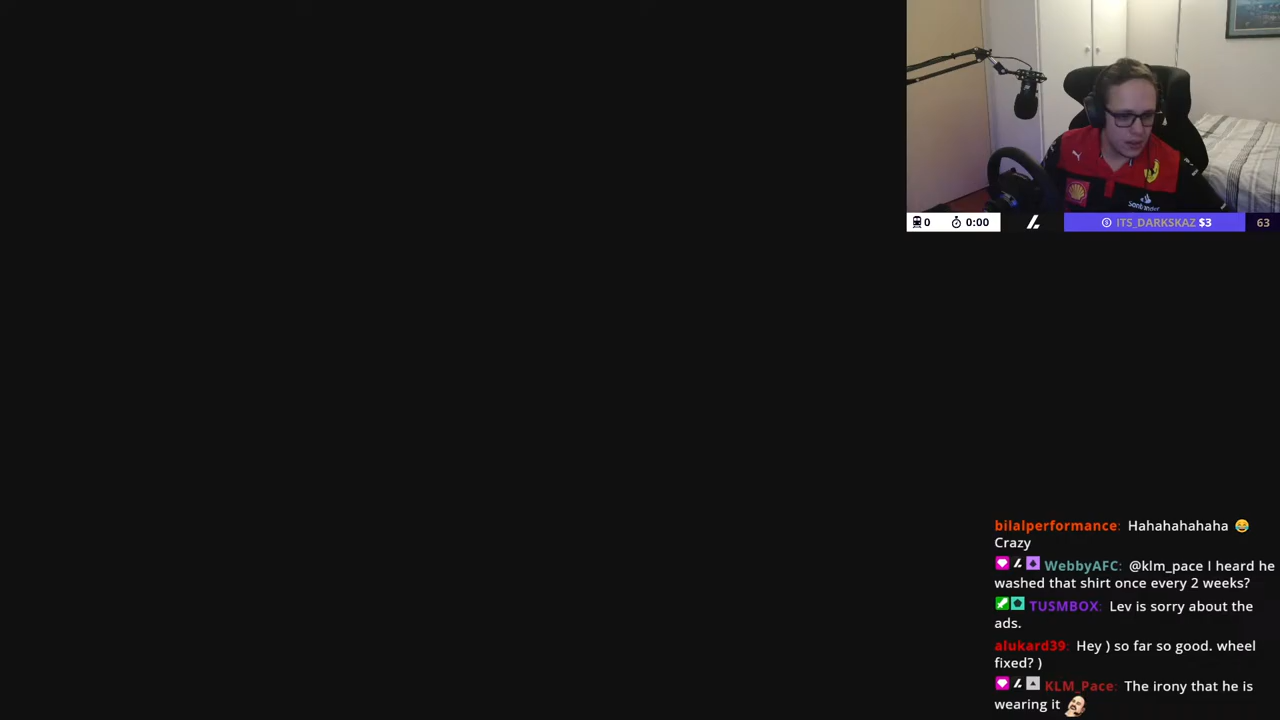 Santander
0
0:00
ITS_DARKSKAZ $3
63
bilalperformance: Hahahahahaha 😂
Crazy
WebbyAFC: @klm_pace I heard he
washed that shirt once every 2 weeks?
TUSMBOX: Lev is sorry about the
ads.
alukard39: Hey ) so far so good. wheel
fixed? )
KLM_Pace: The irony that he is
wearing it